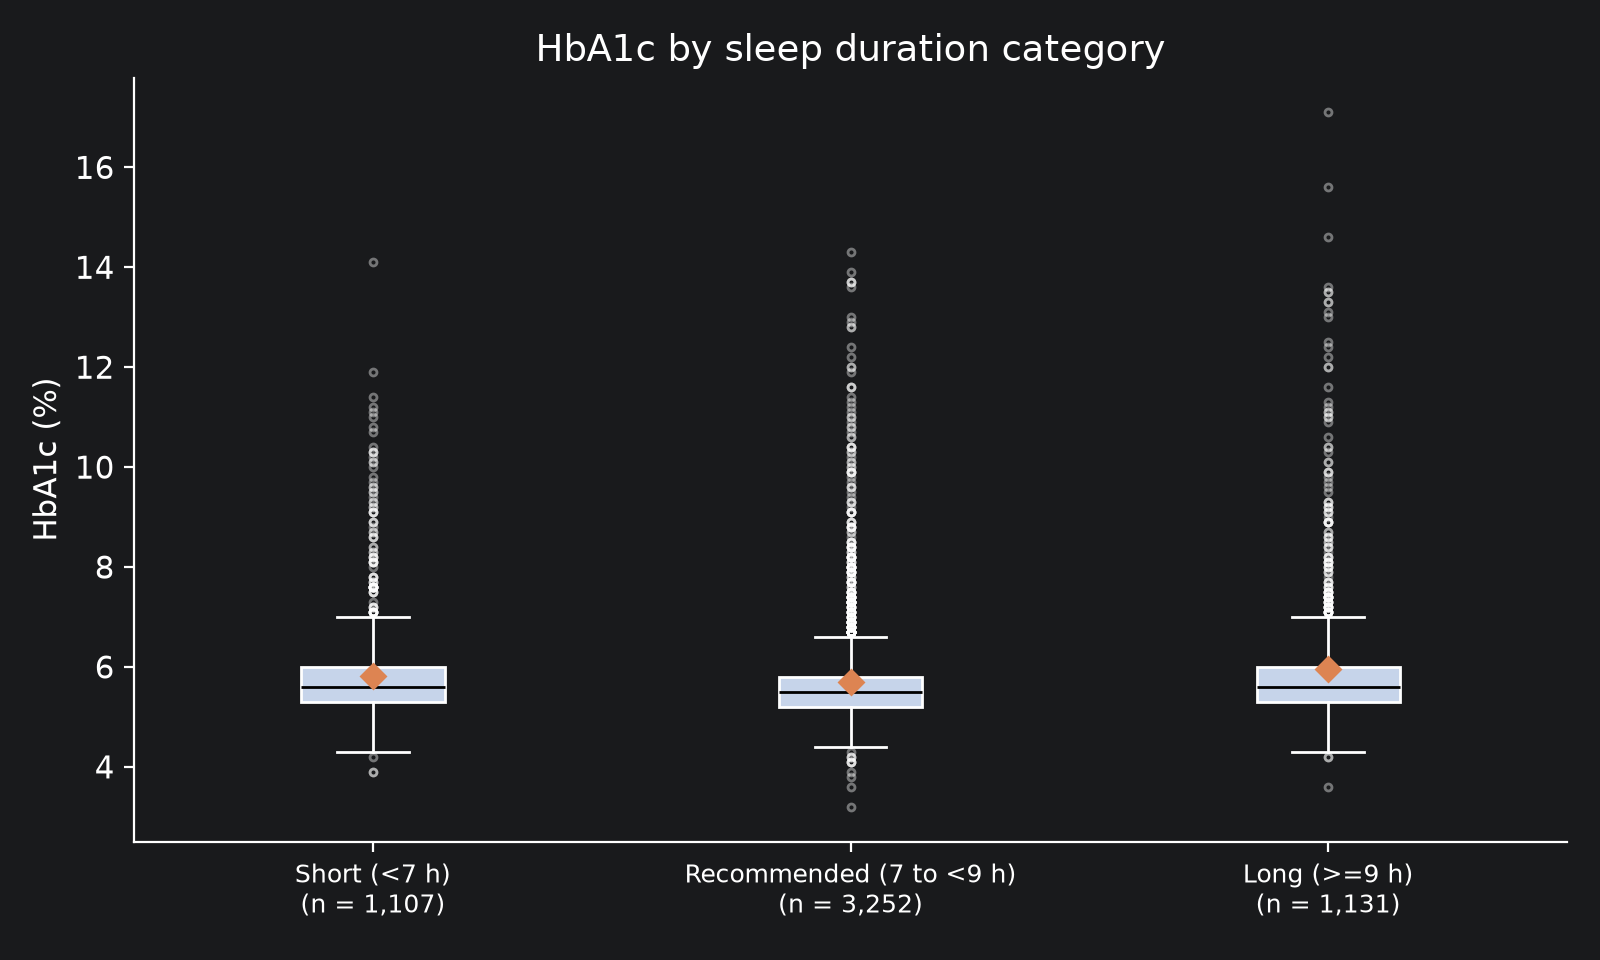 HbA1c by sleep duration category
HbA1c (%)
16
14
12
10
8
6
4
Short (<7 h)
(n = 1,107)
Recommended (7 to <9 h)
(n = 3,252)
Long (>=9 h)
(n = 1,131)